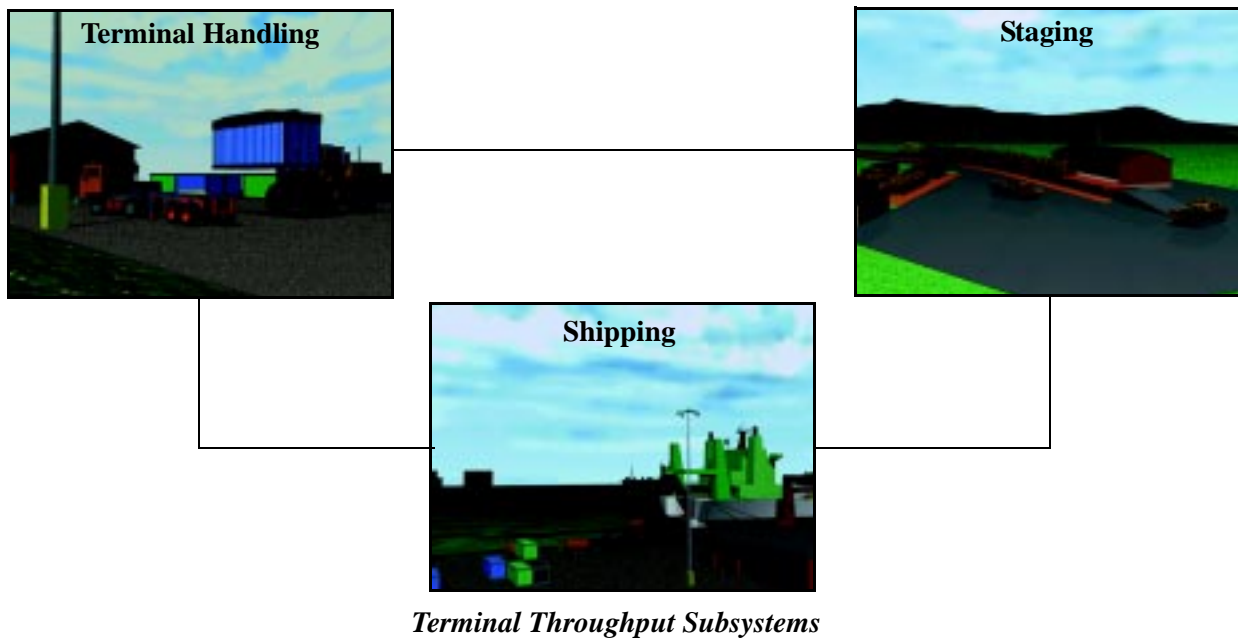 Terminal Handling
Staging
Shipping
Terminal Throughput Subsystems